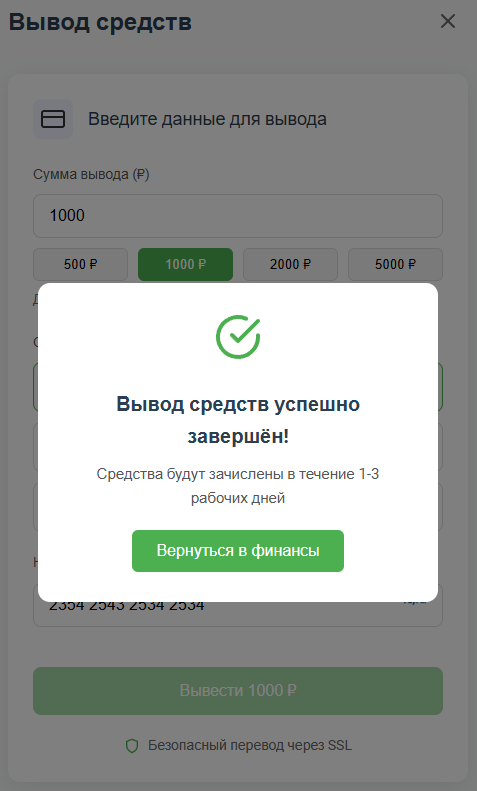 Вывод средств
Введите данные для вывода
Сумма вывода (₽)
1000
500 ₽
1000 ₽
2000 ₽
5000 ₽
Вывод средств успешно
завершён!
Средства будут зачислены в течение 1-3
рабочих дней
Вернуться в финансы
2354 2543 2534 2534
Вывести 1000 ₽
Безопасный перевод через SSL